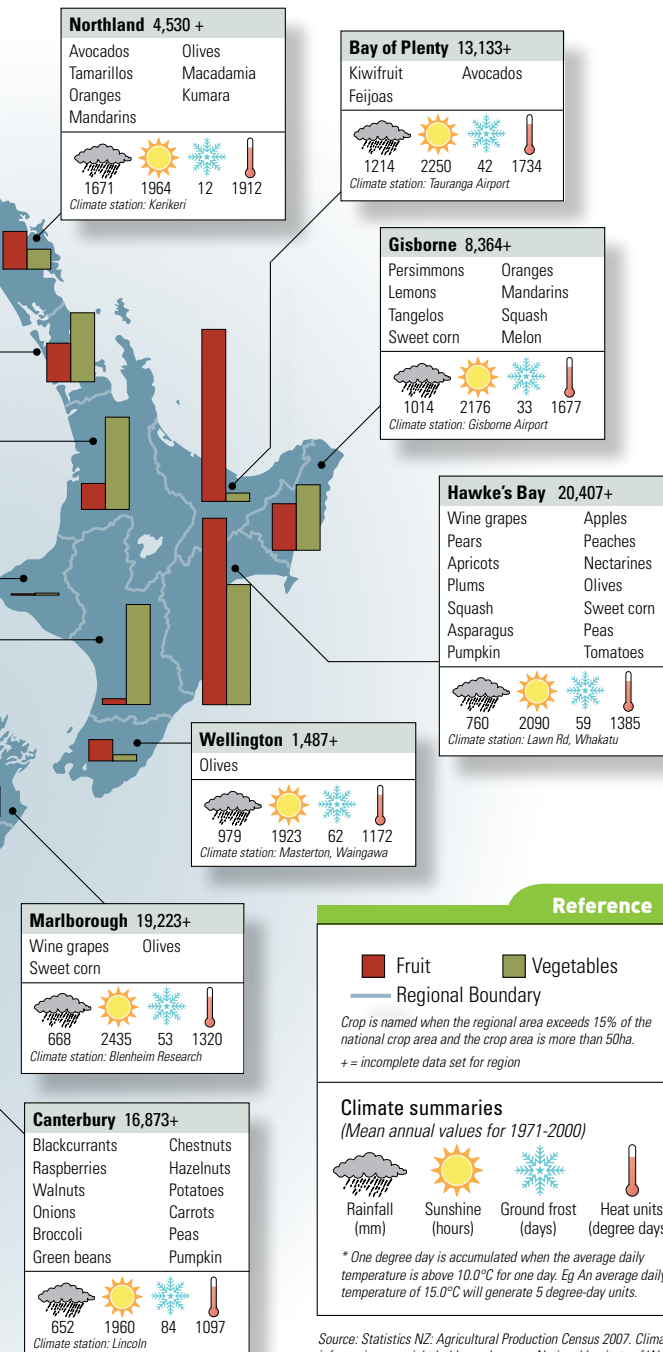 Northland 4,530 +
Avocados Olives
Tamarillos Macadamia
Oranges Kumara
Mandarins
1671 1964 12 1912
Climate station: Kerikeri
Bay of Plenty 13,133+
Kiwifruit Avocados
Feijoas
1214 2250 42 1734
Climate station: Tauranga Airport
Gisborne 8,364+
Persimmons Oranges
Lemons Mandarins
Tangelos Squash
Sweet corn Melon
1014 2176 33 1677
Climate station: Gisborne Airport
Hawke's Bay 20,407+
Wine grapes Apples
Pears Peaches
Apricots Nectarines
Plums Olives
Squash Sweet corn
Asparagus Peas
Pumpkin Tomatoes
760 2090 59 1385
Climate station: Lawn Rd, Whakatu
Wellington 1,487+
Olives
979 1923 62 1172
Climate station: Masterton, Waingawa
Marlborough 19,223+
Wine grapes Olives
Sweet corn
668 2435 53 1320
Climate station: Blenheim Research
Canterbury 16,873+
Blackcurrants Chestnuts
Raspberries Hazelnuts
Walnuts Potatoes
Onions Carrots
Broccoli Peas
Green beans Pumpkin
652 1960 84 1097
Climate station: Lincoln
Reference
Fruit Vegetables
Regional Boundary
Crop is named when the regional area exceeds 15% of the
national crop area and the crop area is more than 50ha.
+ = incomplete data set for region
Climate summaries
(Mean annual values for 1971-2000)
Rainfall Sunshine Ground frost Heat units
(mm) (hours) (days) (degree days
* One degree day is accumulated when the average daily
temperature is above 10.0°C for one day. Eg An average daily
temperature of 15.0°C will generate 5 degree-day units.
Source: Statistics NZ: Agricultural Production Census 2007. Clima